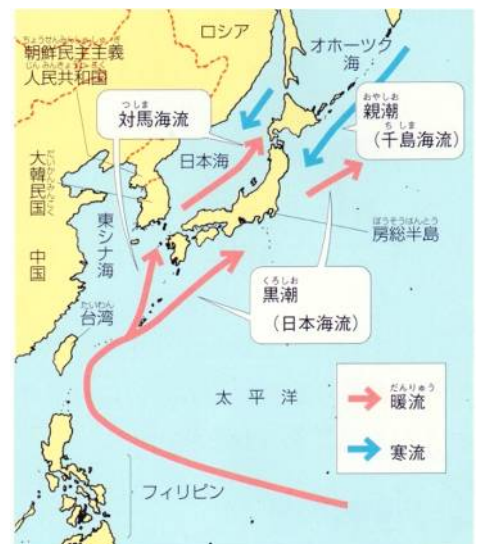 ロシア
オホーツク
海
ちょうせんみんしゅしゅぎ
朝鮮民主主義
じんみんきょうわこく
人民共和国
つしま
対馬海流
おやしお
親潮
ちしま
(千島海流)
日本海
だいかんみんこく
大韓民国
東シナ海
中国
ぼうそうはんとう
房総半島
くろしお
黒潮
(日本海流)
たいわん
台湾
太平洋
だんりゅう
暖流
寒流
フィリピン